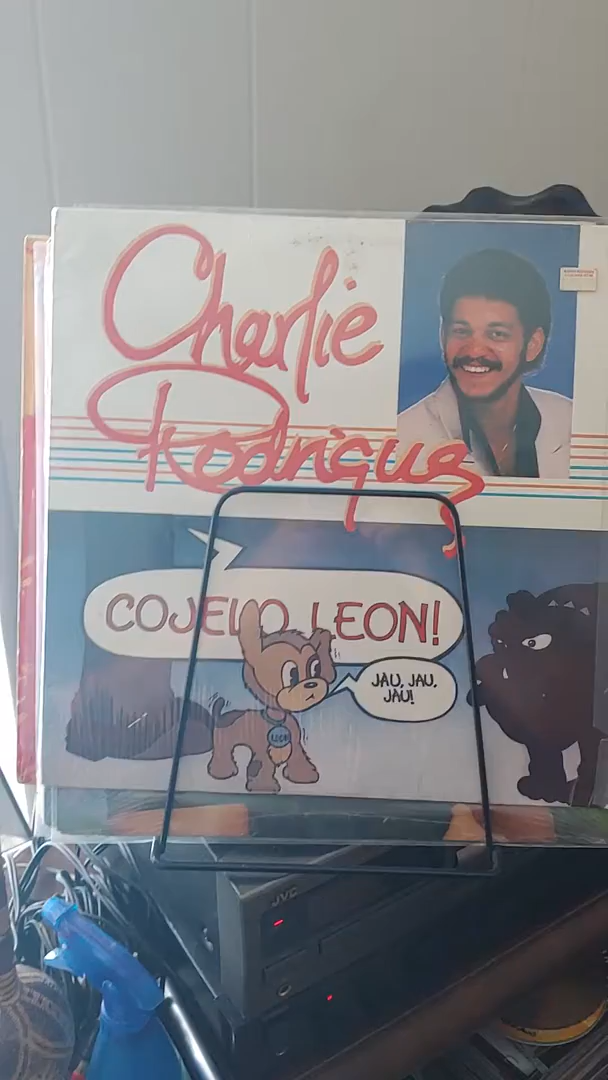 Charlie
Rodriguez
COJELO LEON!
JAU, JAU,
JAU!
LEON
JVC